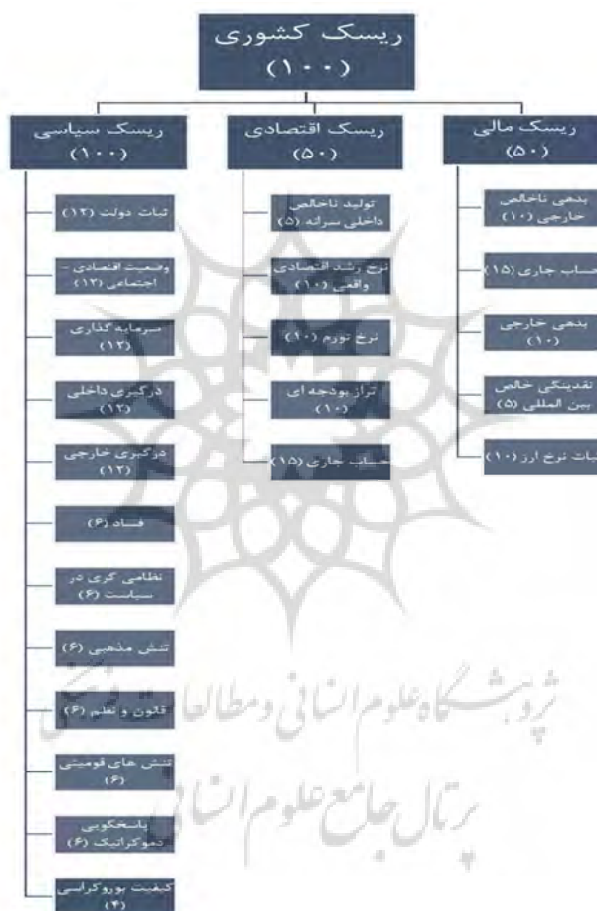 ریسک کشوری
(۱۰۰)
ریسک مالی
(۵۰)
بدهی ناخالص
خارجی (۱۰)
حساب جاری (۱۵)
بدهی خارجی
(۱۰)
نقدینگی خالص
بین المللی (۵)
ثبات نرخ ارز (۱۰)
ریسک اقتصادی
(۵۰)
تولید ناخالص
داخلی سرانه (۵)
نرخ رشد اقتصادی
واقعی (۱۰)
نرخ تورم (۱۰)
تراز بودجه ای
(۱۰)
حساب جاری (۱۵)
ریسک سیاسی
(۱۰۰)
ثبات دولت (۱۲)
وضعیت اقتصادی -
اجتماعی (۱۲)
سرمایه گذاری
(۱۲)
درگیری داخلی
(۱۲)
درگیری خارجی
(۱۲)
فساد (۶)
نظامی گری در
سیاست (۶)
تنش مذهبی (۶)
قانون و نظم (۶)
تنش های قومیتی
(۶)
پاسخگویی
دموکراتیک (۶)
کیفیت بوروکراسی
(۴)
پژوهشگاه علوم انسانی و مطالعات فرهنگی
پرتال جامع علوم انسانی